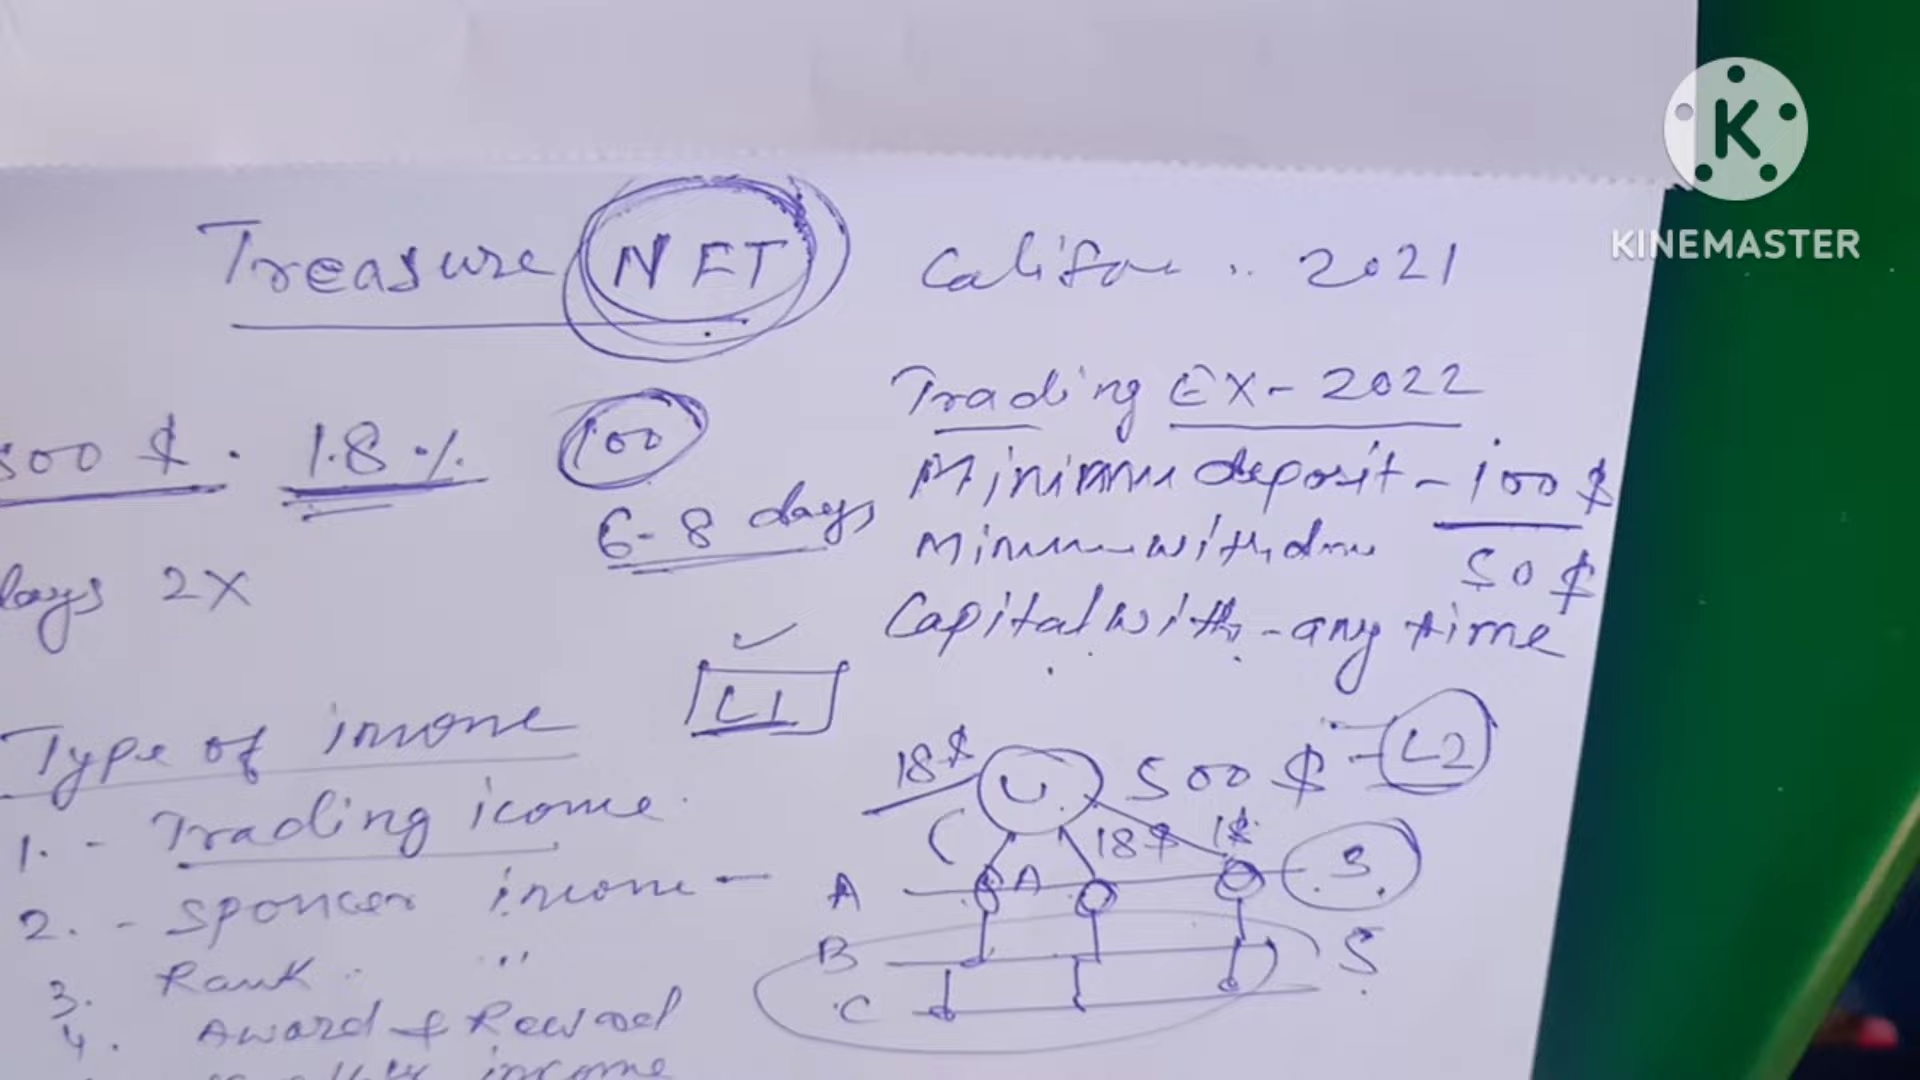 K
KINEMASTER
Treasure NFT
Califor .. 2021
Trading EX- 2022
Minimum deposit - 100 $
50 $
Capital with - any time
500 $ . 1.8 %
100
6-8 days
days 2X
L1
L2
Type of income
1. - Trading icome
2. - Sponcer income -
3. Rank "
4. Award & Reward
income
18$
U
500 $
18$ 1$
A
A
3
B
5
C